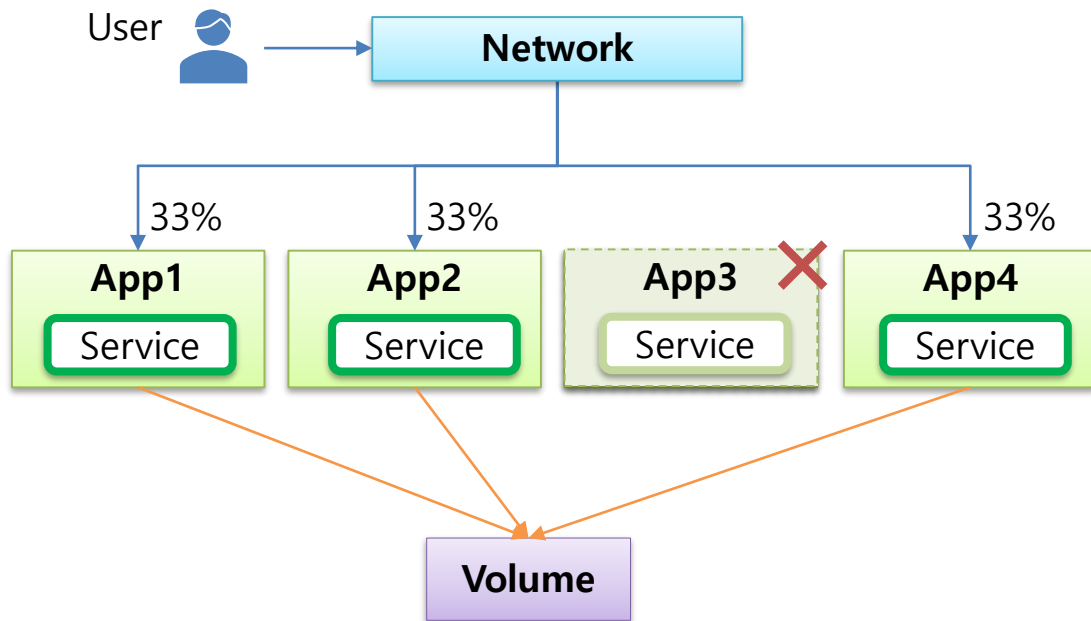 User
Network
33%
33%
33%
App1
App2
App3
App4
Service
Service
Service
Service
Volume